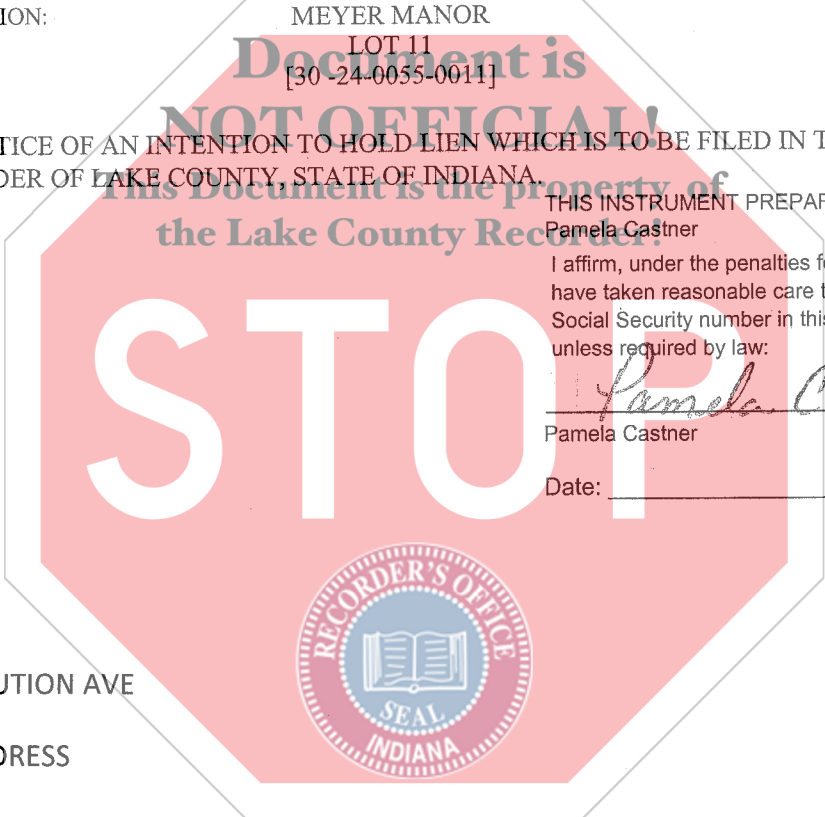 ION: MEYER MANOR
LOT 11
[30 -24-0055-0011]
Document is
NOT OFFICIAL!
TICE OF AN INTENTION TO HOLD LIEN WHICH IS TO BE FILED IN T
DER OF LAKE COUNTY, STATE OF INDIANA.
This Document is the property of
the Lake County Recorder!
THIS INSTRUMENT PREPAR
Pamela Castner
I affirm, under the penalties f
have taken reasonable care t
Social Security number in this
unless required by law:
Pamela C
Pamela Castner
Date:
STOP
RECORDER'S OFFICE
SEAL
INDIANA
UTION AVE
DRESS